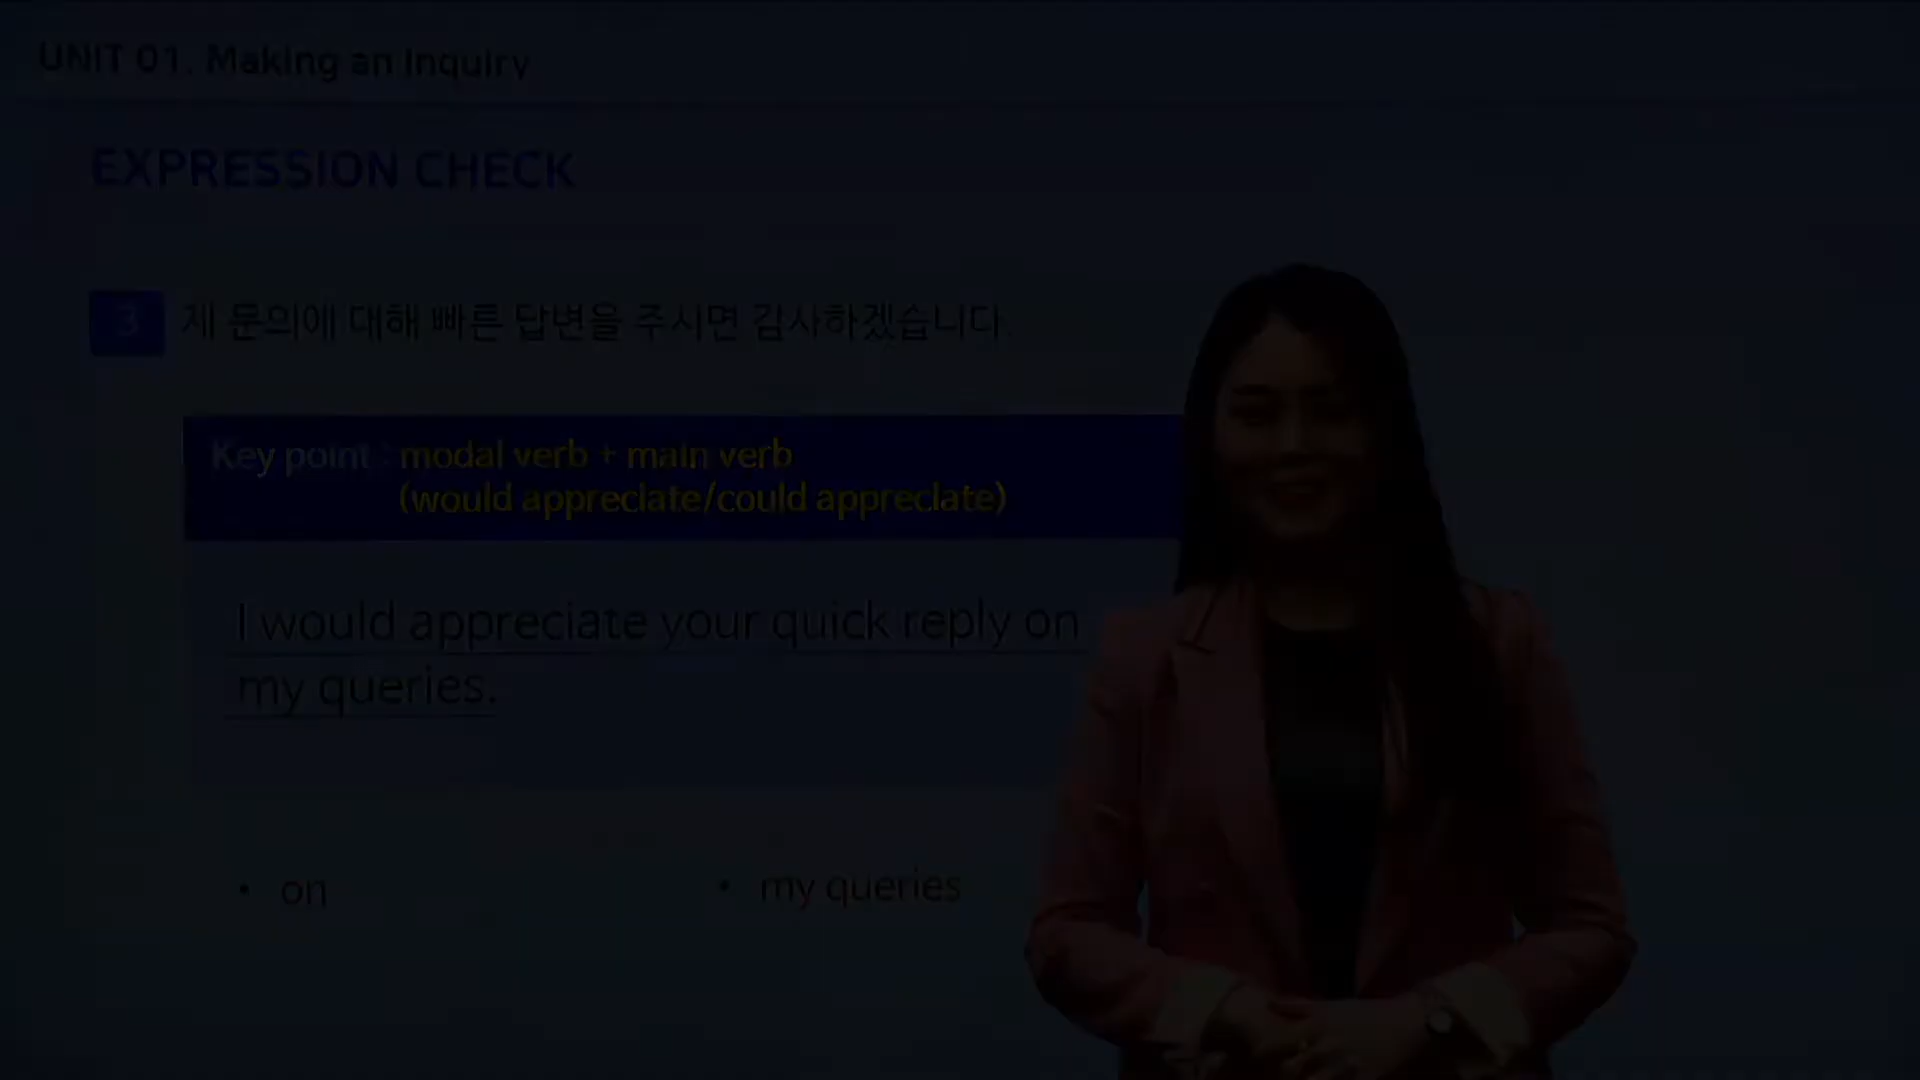 UNIT 01. Making an Inquiry
EXPRESSION CHECK
3 제 문의에 대해 빠른 답변을 주시면 감사하겠습니다.
Key point : modal verb + main verb
(would appreciate/could appreciate)
I would appreciate your quick reply on
my queries.
• on
• my queries